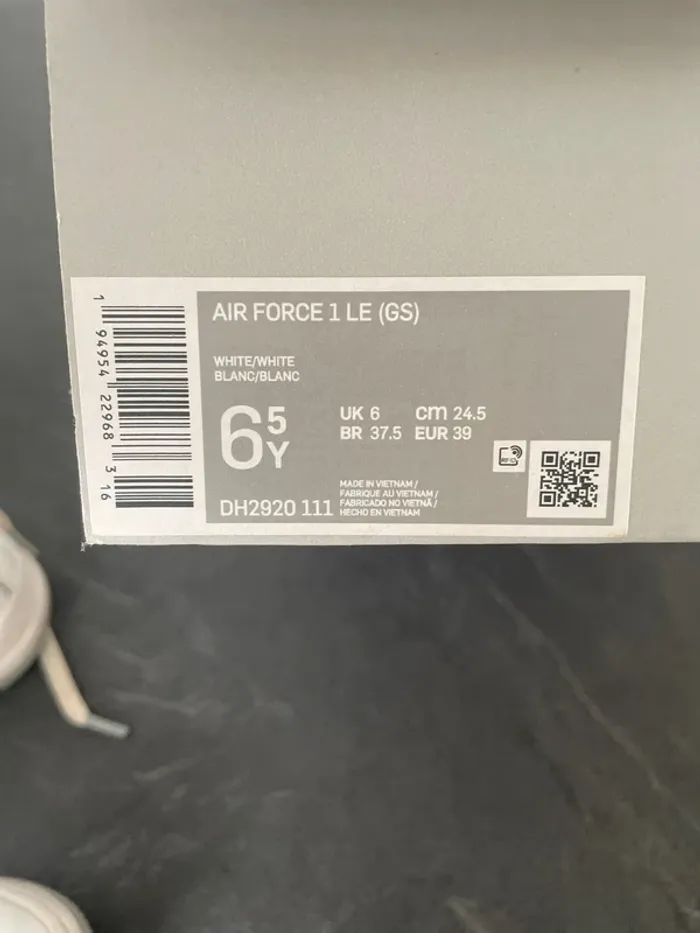 AIR FORCE 1 LE (GS)
WHITE/WHITE
BLANC/BLANC
6 5 Y
UK 6 cm 24.5
BR 37.5 EUR 39
MADE IN VIETNAM /
FABRIQUE AU VIETNAM /
FABRICADO NO VIETNÃ /
HECHO EN VIETNAM
DH2920 111
1 94954 22968 3 16